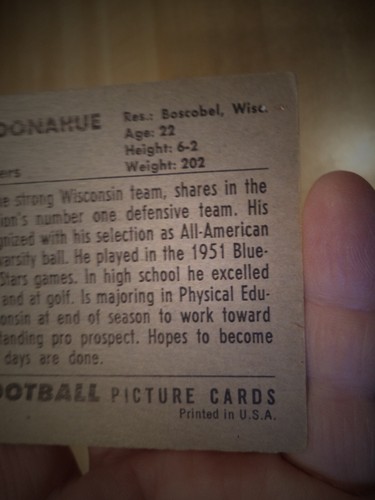 DONAHUE
Res.: Boscobel, Wisc.
Age: 22
Height: 6-2
Weight: 202
ers
e strong Wisconsin team, shares in the
ion's number one defensive team. His
gnized with his selection as All-American
varsity ball. He played in the 1951 Blue-
Stars games. In high school he excelled
and at golf. Is majoring in Physical Edu-
onsin at end of season to work toward
tanding pro prospect. Hopes to become
days are done.
OOTBALL PICTURE CARDS
Printed in U.S.A.